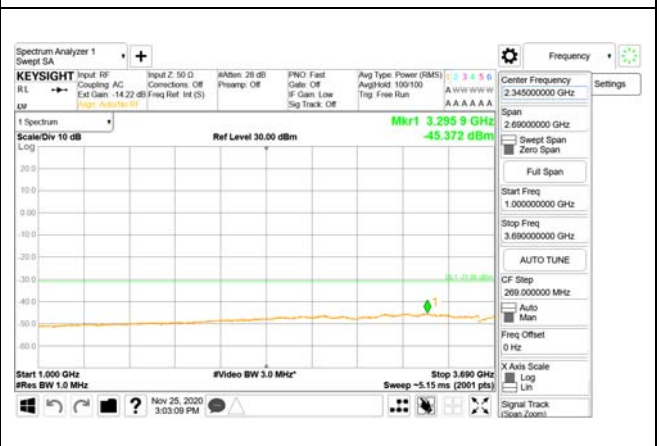 Spectrum Analyzer 1
Swept SA
Frequency
KEYSIGHT
RL
Input: RF
Coupling: AC
Ext Gain: -14.22 dB
Align: Auto/No RF
Input Z: 50 Ω
Corrections: Off
Freq Ref: Int (S)
#Atten: 28 dB
Preamp: Off
PNO: Fast
Gate: Off
IF Gain: Low
Sig Track: Off
Avg Type: Power (RMS)
Avg|Hold: 100/100
Trig: Free Run
1 2 3 4 5 6
A W W W W W
A A A A A A
1 Spectrum
Scale/Div 10 dB
Log
Ref Level 30.00 dBm
Mkr1 3.295 9 GHz
-45.372 dBm
20.0
10.0
0.00
-10.0
-20.0
-30.0
-40.0
-50.0
-60.0
1
Start 1.000 GHz
#Res BW 1.0 MHz
#Video BW 3.0 MHz*
Stop 3.690 GHz
Sweep ~5.15 ms (2001 pts)
Nov 25, 2020
3:03:09 PM
Settings
Center Frequency
2.345000000 GHz
Span
2.69000000 GHz
Swept Span
Zero Span
Full Span
Start Freq
1.000000000 GHz
Stop Freq
3.690000000 GHz
AUTO TUNE
CF Step
269.000000 MHz
Auto
Man
Freq Offset
0 Hz
X Axis Scale
Log
Lin
Signal Track
(Span Zoom)